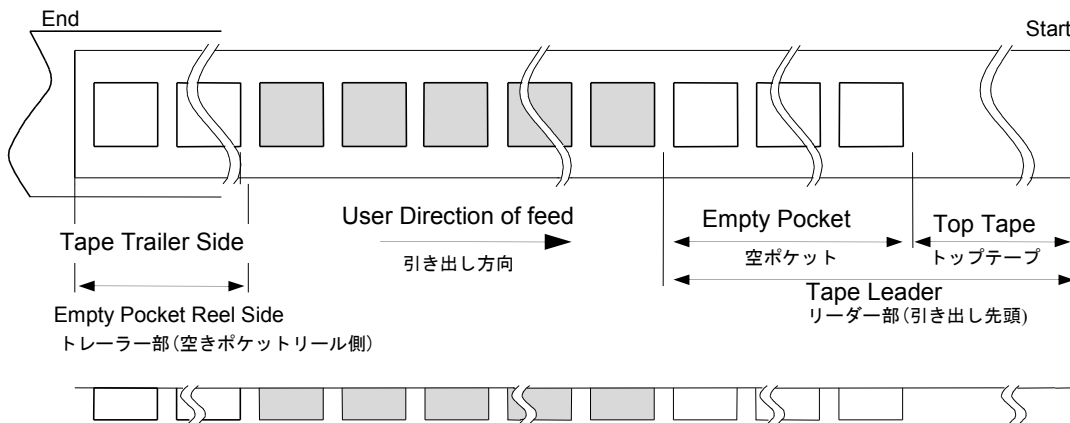 End
Start
User Direction of feed
引き出し方向
Empty Pocket
空ポケット
Top Tape
トップテープ
Tape Trailer Side
Tape Leader
リーダー部(引き出し先頭)
Empty Pocket Reel Side
トレーラー部(空きポケットリール側)